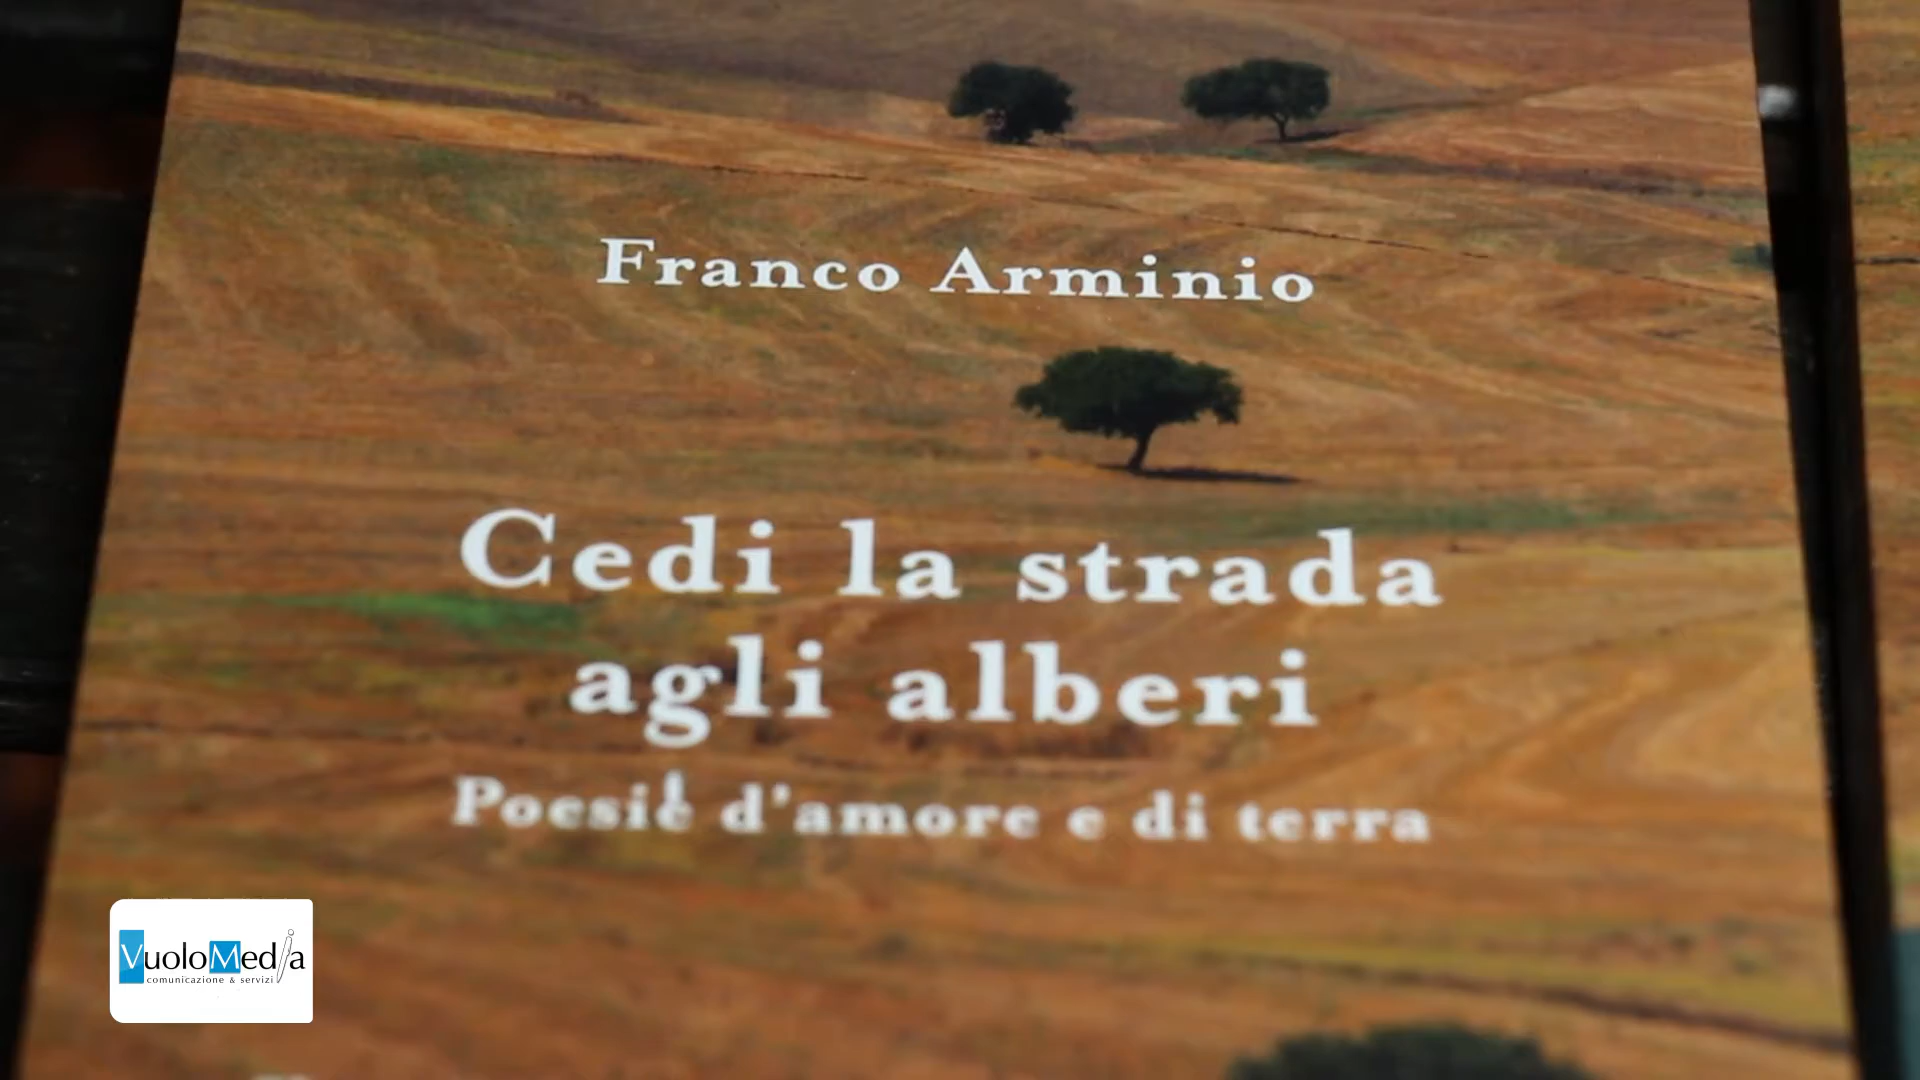 Franco Arminio
Cedi la strada
agli alberi
Poesie d'amore e di terra
VuoloMedia
comunicazione & servizi